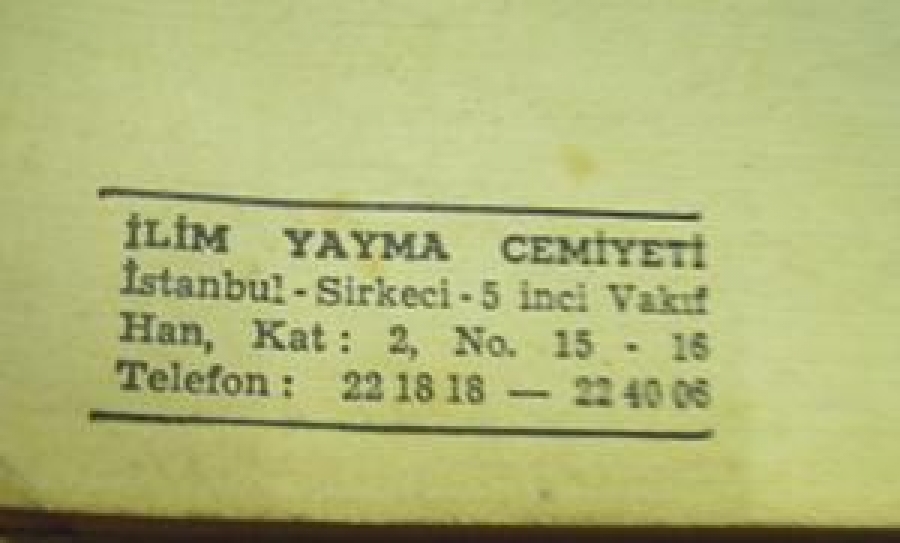 İLİM YAYMA CEMİYETİ
İstanbul - Sirkeci - 5 inci Vakıf
Han, Kat : 2, No. 15 - 16
Telefon : 22 18 18 — 22 40 06